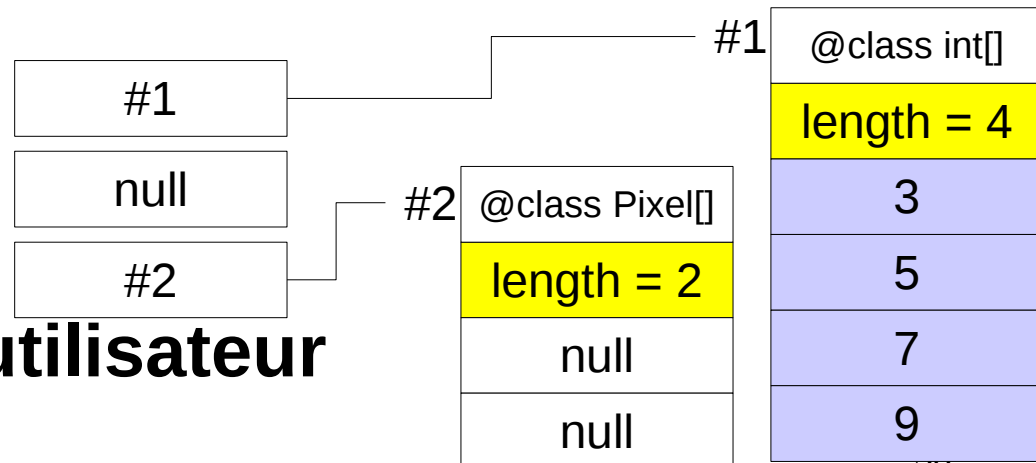 #1
null
#2
utilisateur
#2
@class Pixel[]
length = 2
null
null
#1
@class int[]
length = 4
3
5
7
9